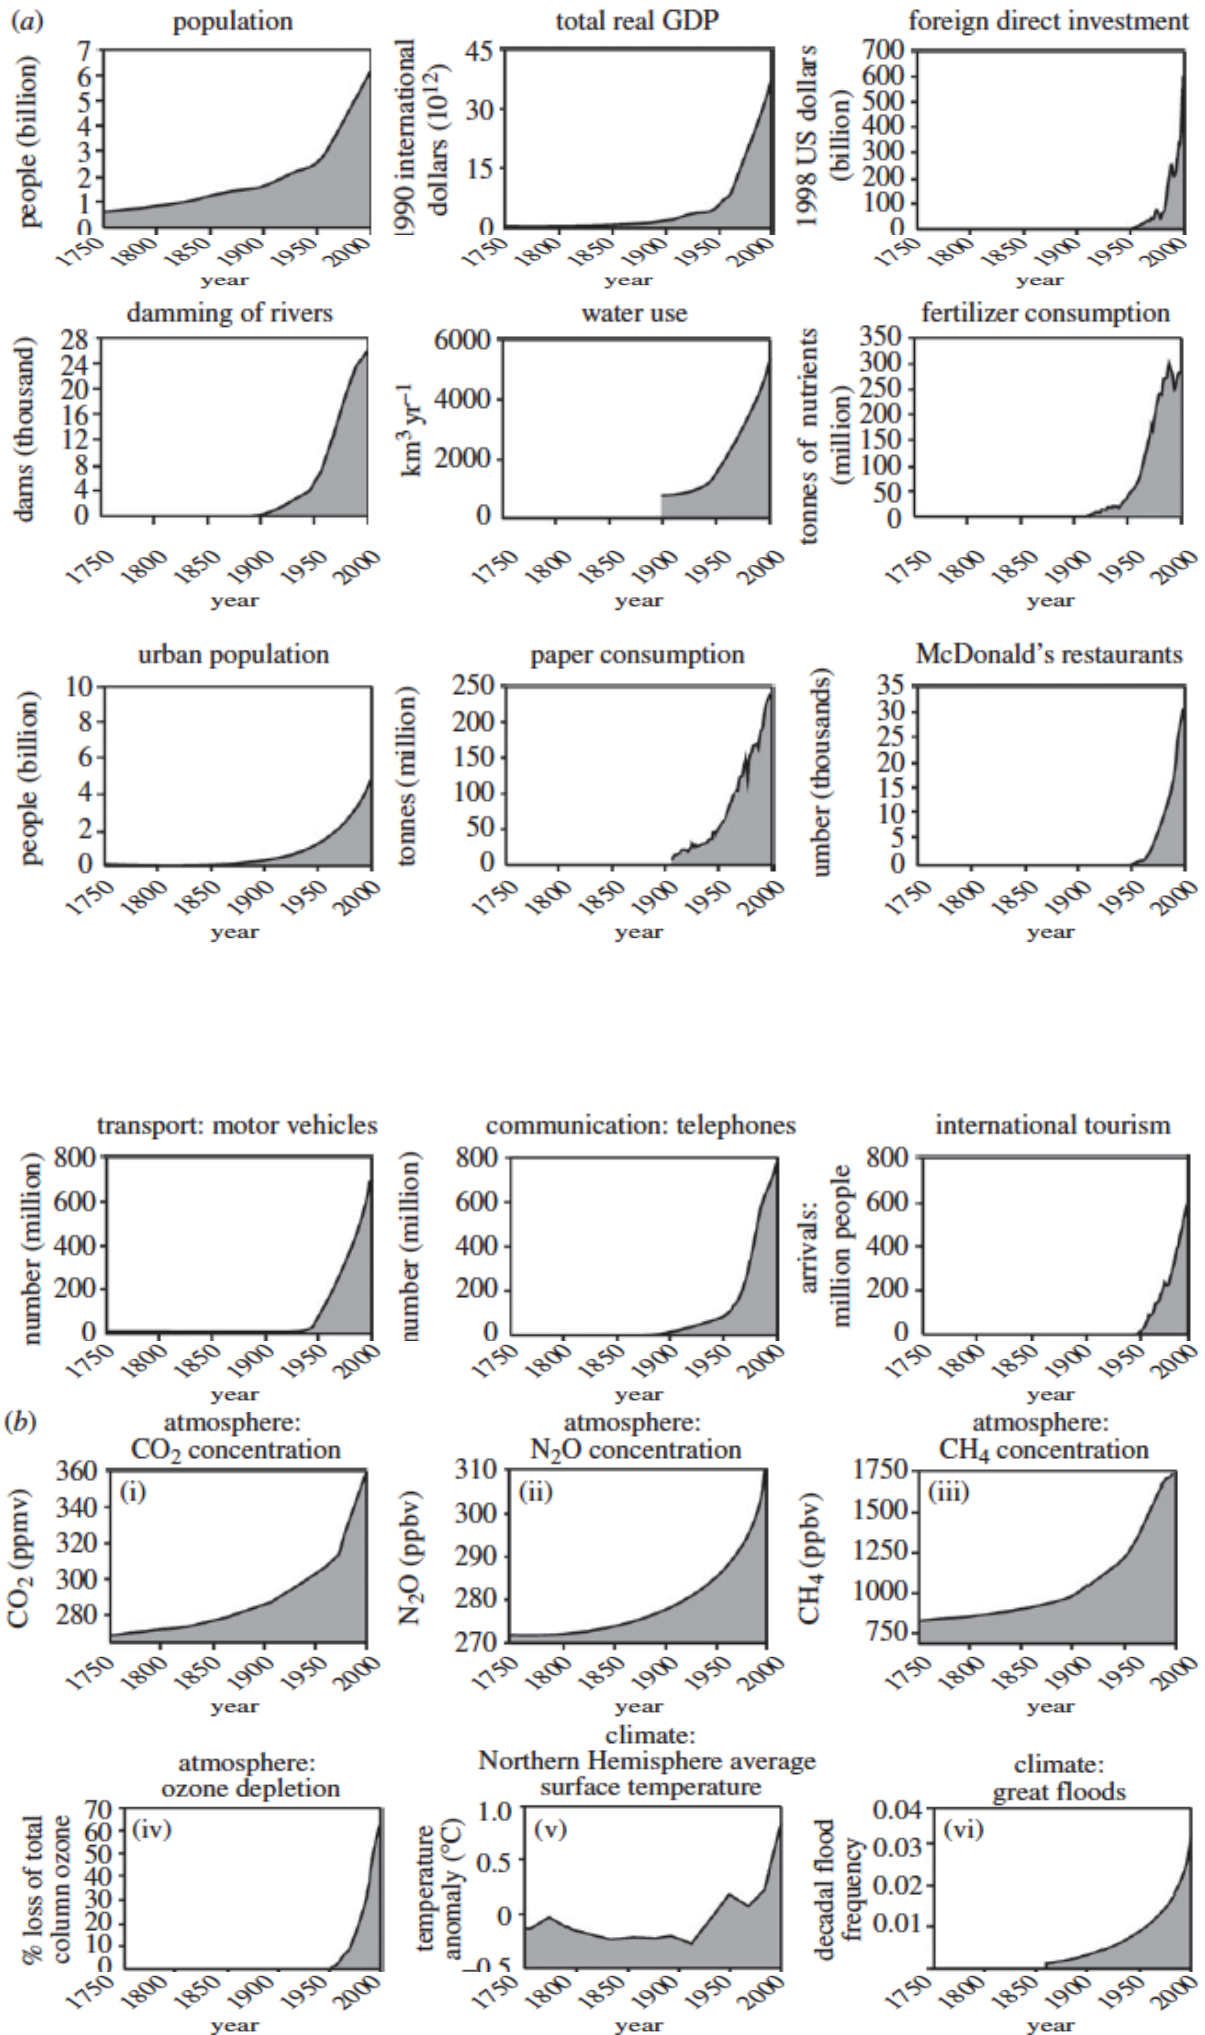 (a)
population
total real GDP
foreign direct investment
people (billion)
7
6
5
4
3
2
1
0
1750
1800
1850
1900
1950
2000
year
1990 international
dollars (10¹²)
45
30
15
0
1750
1800
1850
1900
1950
2000
year
1998 US dollars
(billion)
700
600
500
400
300
200
100
0
1750
1800
1850
1900
1950
2000
year
damming of rivers
water use
fertilizer consumption
dams (thousand)
28
24
20
16
12
8
4
0
1750
1800
1850
1900
1950
2000
year
km³ yr⁻¹
6000
4000
2000
0
1750
1800
1850
1900
1950
2000
year
tonnes of nutrients
(million)
350
300
250
200
150
100
50
0
1750
1800
1850
1900
1950
2000
year
urban population
paper consumption
McDonald's restaurants
people (billion)
10
8
6
4
2
0
1750
1800
1850
1900
1950
2000
year
tonnes (million)
250
200
150
100
50
0
1750
1800
1850
1900
1950
2000
year
umber (thousands)
35
30
25
20
15
10
5
0
1750
1800
1850
1900
1950
2000
year
transport: motor vehicles
communication: telephones
international tourism
number (million)
800
600
400
200
0
1750
1800
1850
1900
1950
2000
year
number (million)
800
600
400
200
0
1750
1800
1850
1900
1950
2000
year
arrivals:
million people
800
600
400
200
0
1750
1800
1850
1900
1950
2000
year
(b)
atmosphere:
CO₂ concentration
atmosphere:
N₂O concentration
atmosphere:
CH₄ concentration
CO₂ (ppmv)
360
340
320
300
280
(i)
1750
1800
1850
1900
1950
2000
year
N₂O (ppbv)
310
300
290
280
270
(ii)
1750
1800
1850
1900
1950
2000
year
CH₄ (ppbv)
1750
1500
1250
1000
750
(iii)
1750
1800
1850
1900
1950
2000
year
atmosphere:
ozone depletion
climate:
Northern Hemisphere average
surface temperature
climate:
great floods
% loss of total
column ozone
70
60
50
40
30
20
10
0
(iv)
1750
1800
1850
1900
1950
2000
year
temperature
anomaly (°C)
1.0
0.5
0
–0.5
(v)
1750
1800
1850
1900
1950
2000
year
decadal flood
frequency
0.04
0.03
0.02
0.01
(vi)
1750
1800
1850
1900
1950
2000
year